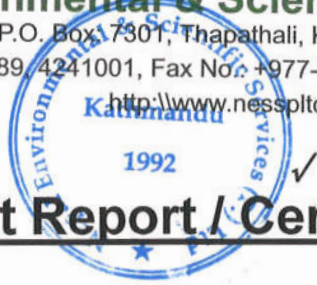 nmental & Scien
P.O. Box: 7301, Thapathali, K
89, 4241001, Fax No.: +977-
http:\\www.nesspltd
Environmental & Scientific Services (P.)
Kathmandu
1992
t Report / Cer